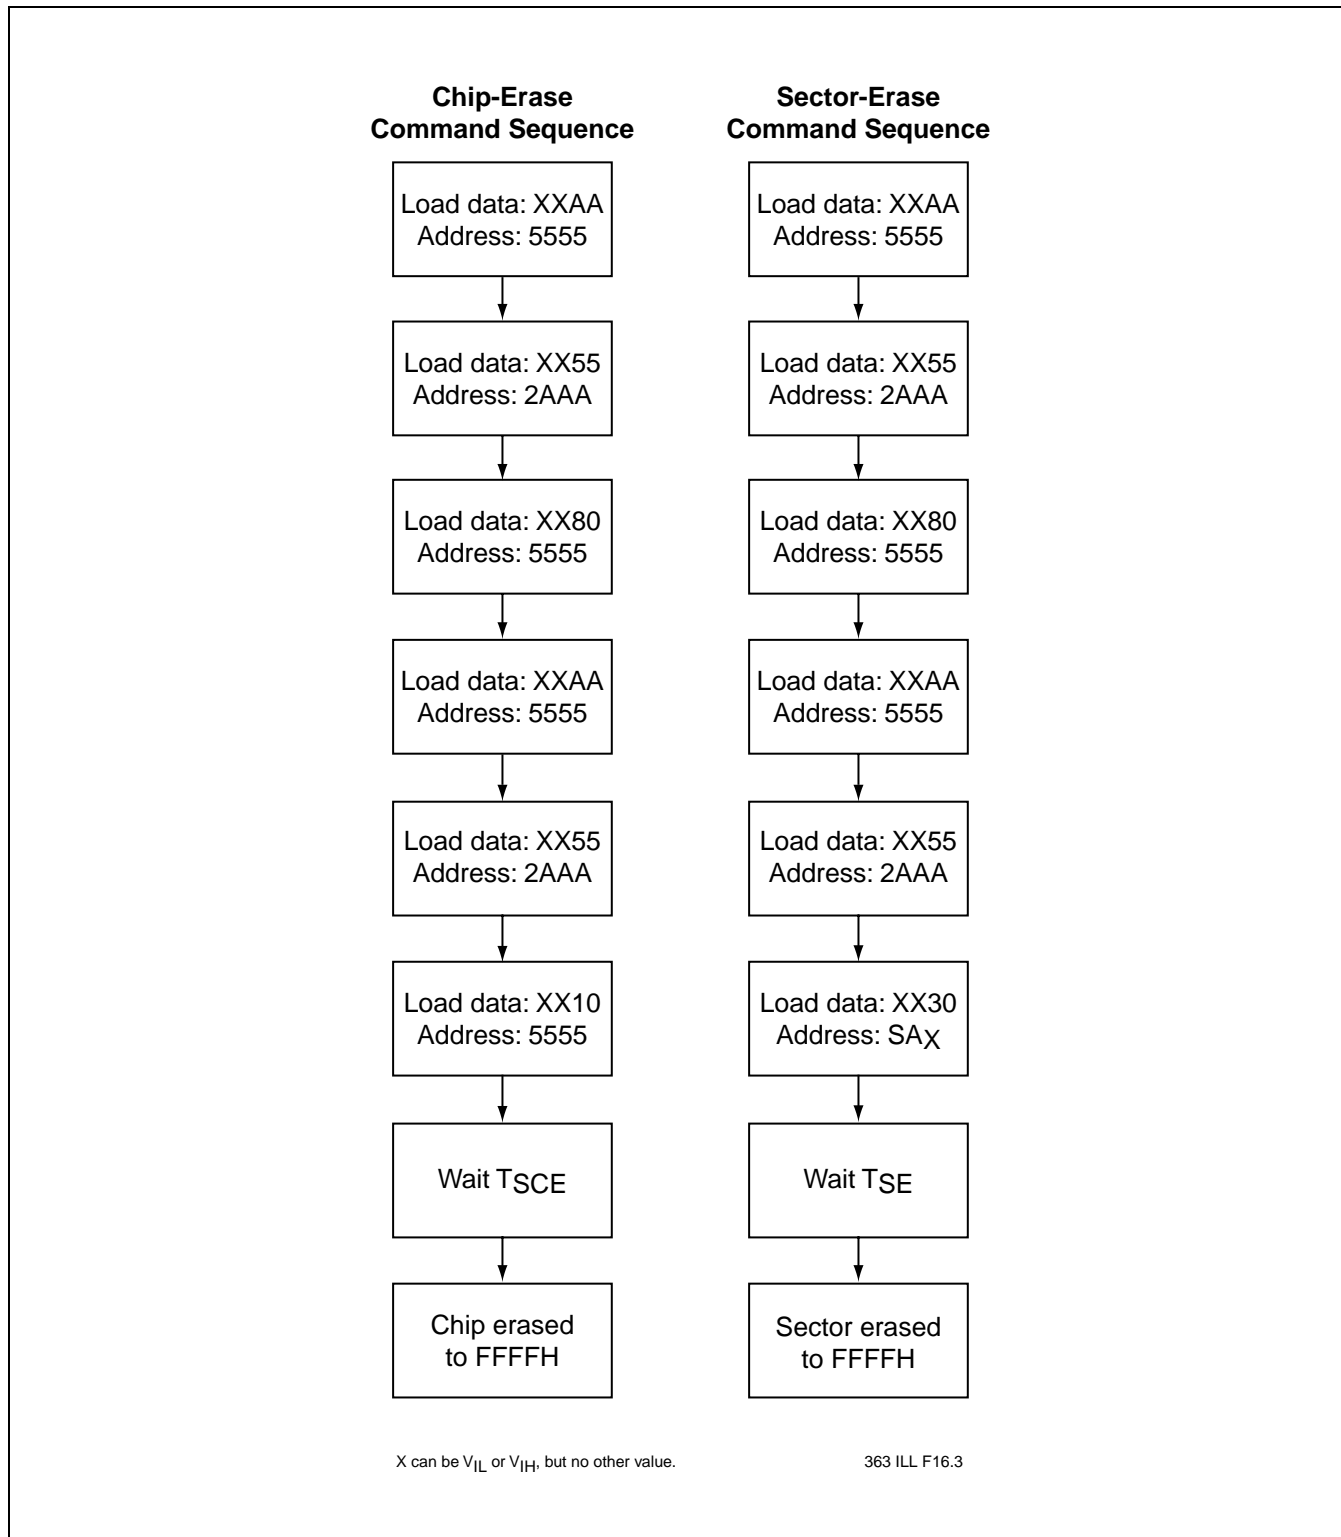 Chip-Erase
Command Sequence
Load data: XXAA
Address: 5555
Load data: XX55
Address: 2AAA
Load data: XX80
Address: 5555
Load data: XXAA
Address: 5555
Load data: XX55
Address: 2AAA
Load data: XX10
Address: 5555
Wait TSCE
Chip erased
to FFFFH
Sector-Erase
Command Sequence
Load data: XXAA
Address: 5555
Load data: XX55
Address: 2AAA
Load data: XX80
Address: 5555
Load data: XXAA
Address: 5555
Load data: XX55
Address: 2AAA
Load data: XX30
Address: SAX
Wait TSE
Sector erased
to FFFFH
X can be VIL or VIH, but no other value.
363 ILL F16.3